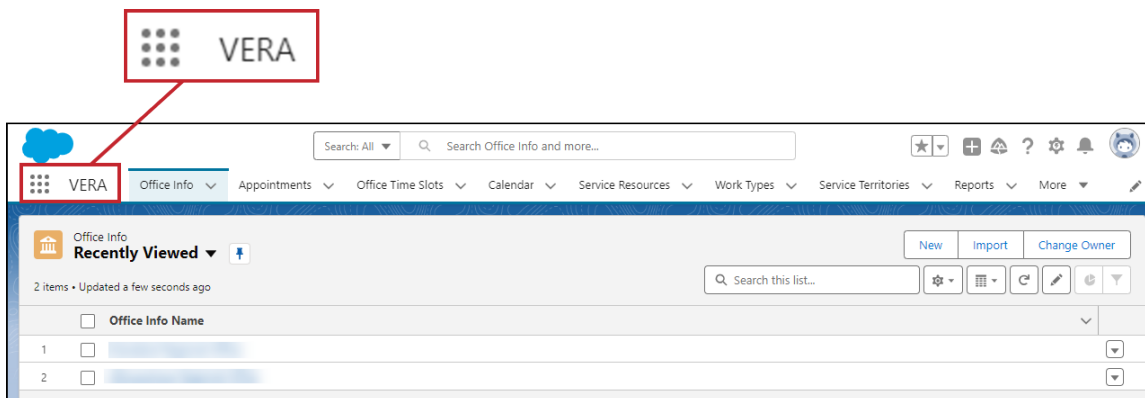 VERA
Search: All
Search Office Info and more...
VERA
Office Info
Appointments
Office Time Slots
Calendar
Service Resources
Work Types
Service Territories
Reports
More
Office Info
Recently Viewed
New
Import
Change Owner
2 items • Updated a few seconds ago
Search this list...
Office Info Name
1
2